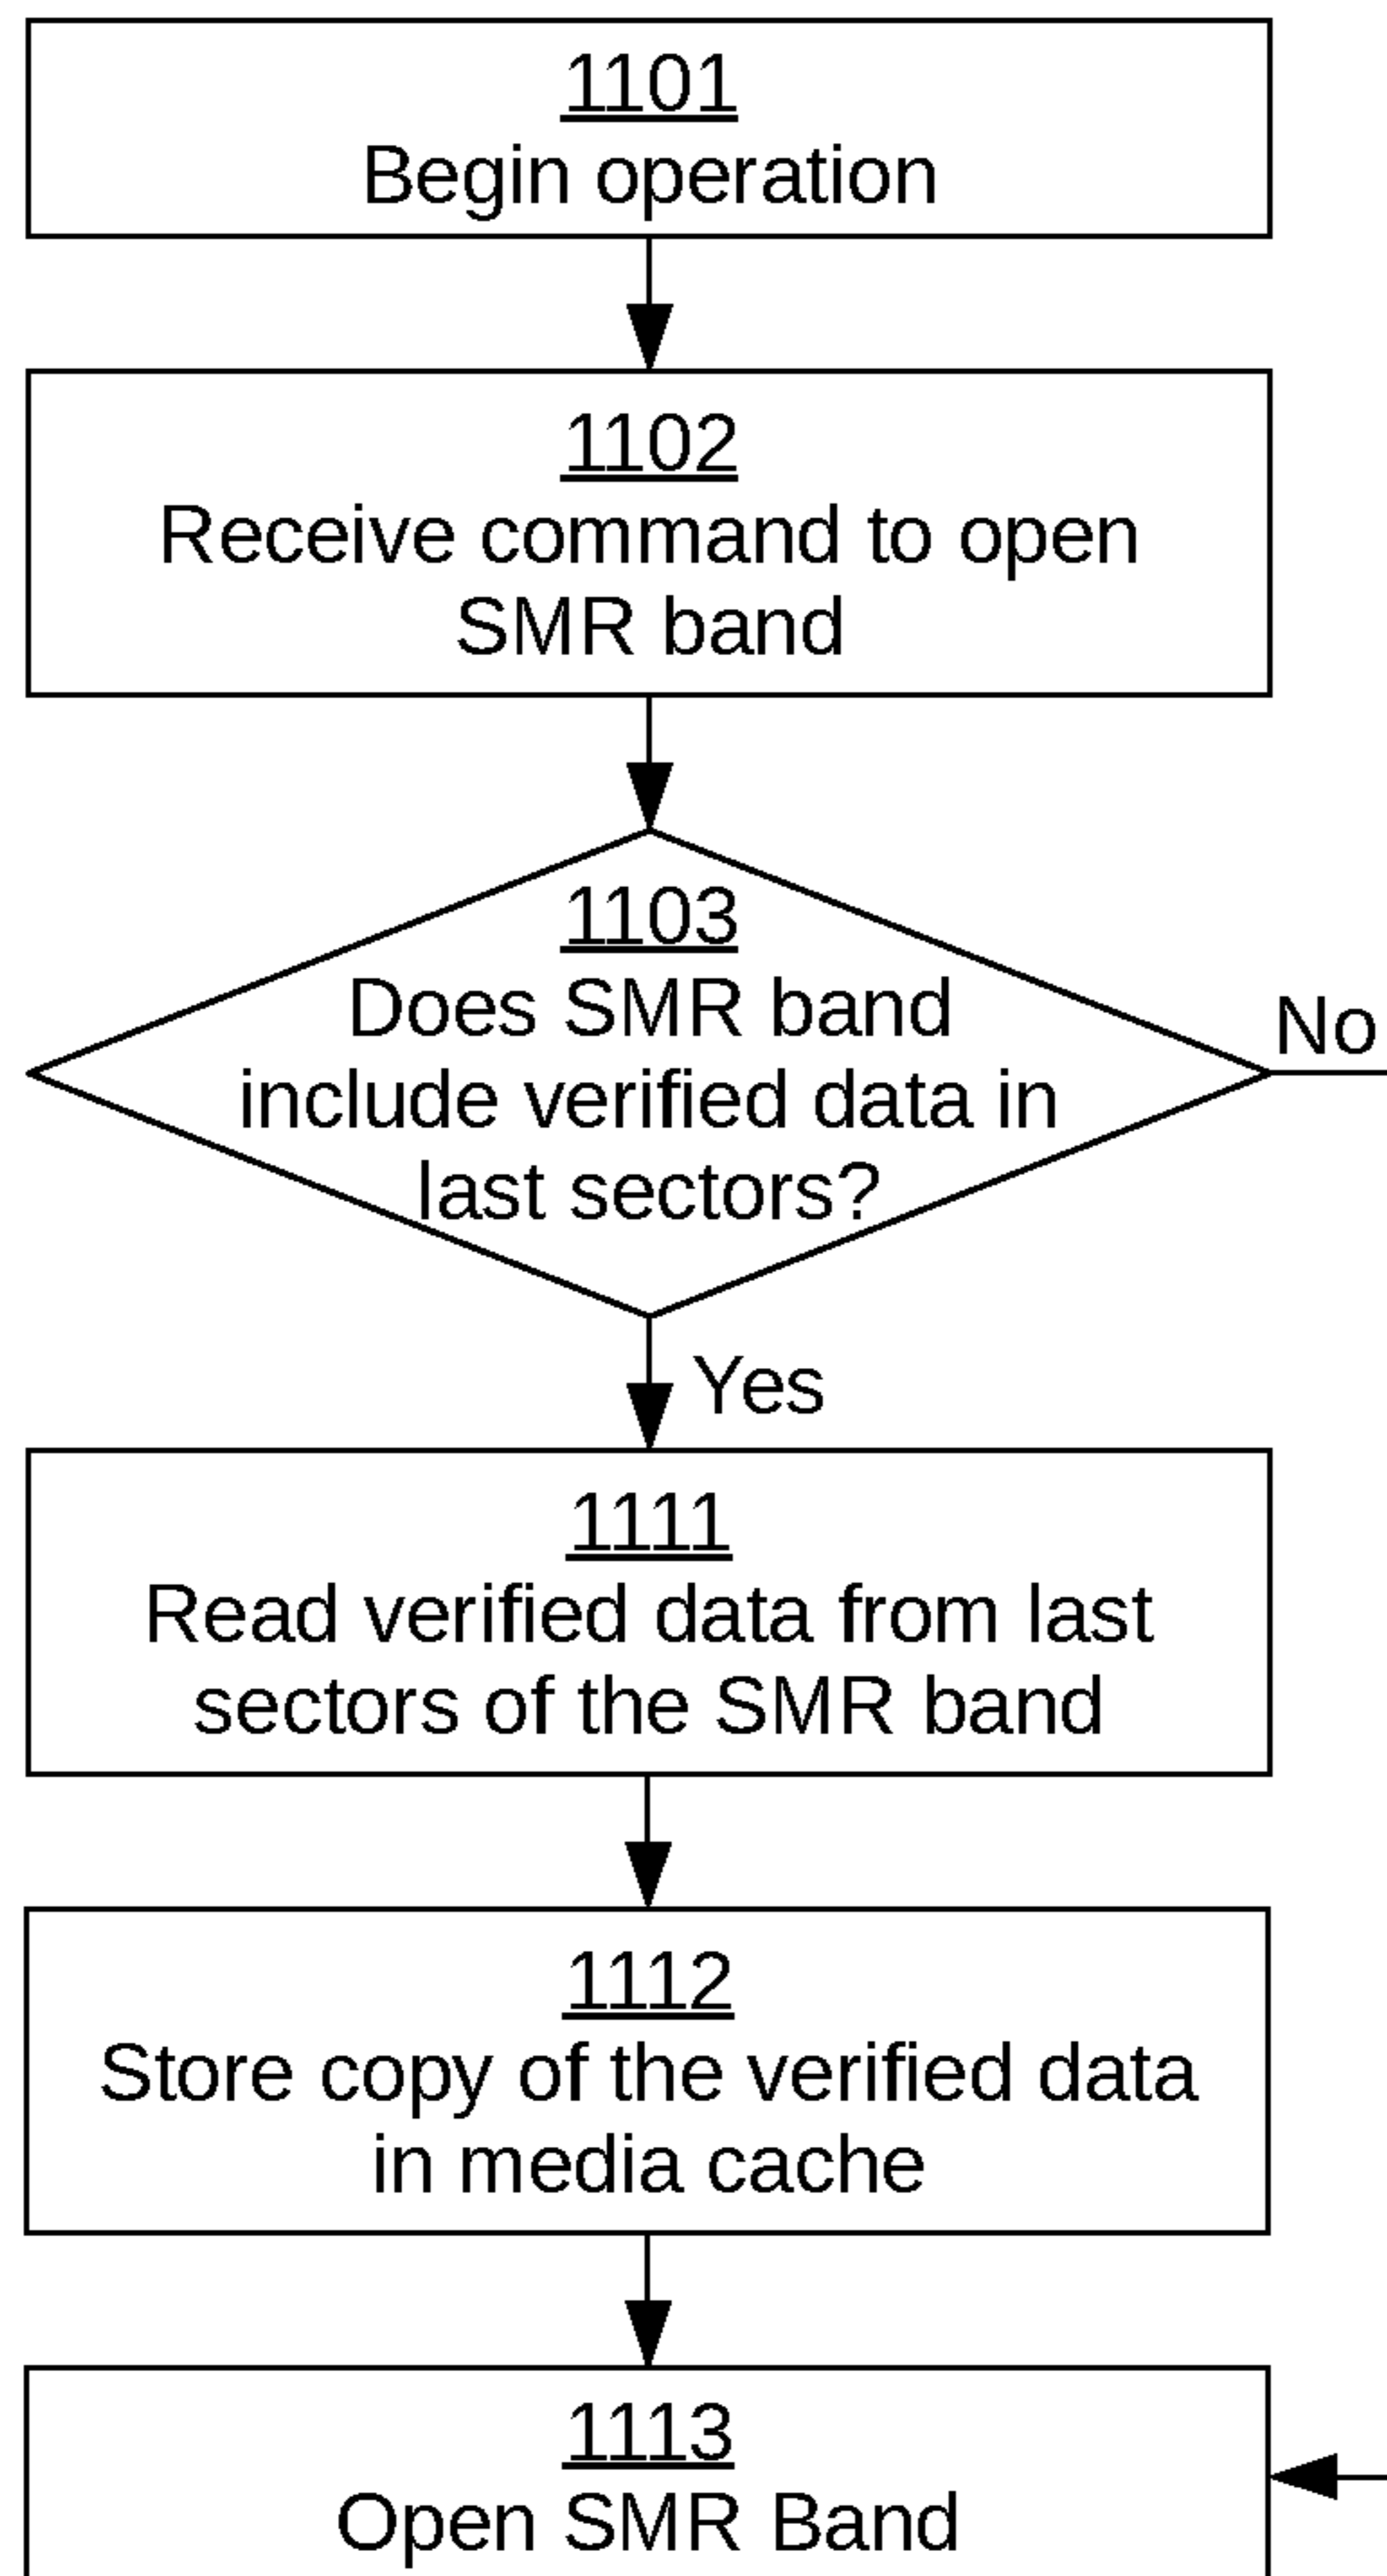 1101
Begin operation
1102
Receive command to open
SMR band
1103
Does SMR band
include verified data in
last sectors?
No
Yes
1111
Read verified data from last
sectors of the SMR band
1112
Store copy of the verified data
in media cache
1113
Open SMR Band